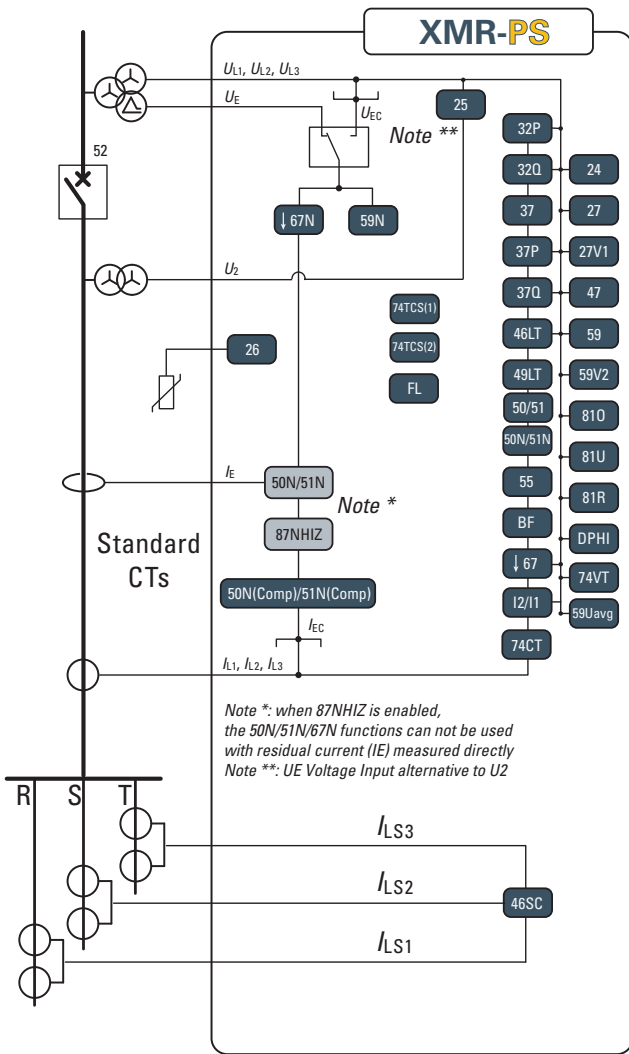 XMR-PS
UL1, UL2, UL3
UE
UEC
Note **
25
52
↓ 67N
59N
U2
26
74TCS(1)
74TCS(2)
FL
32P
32Q
24
37
27
37P
27V1
37Q
47
46LT
59
49LT
59V2
50/51
81O
50N/51N
81U
55
81R
BF
DPHI
↓ 67
74VT
I2/I1
59Uavg
74CT
IE
50N/51N
Note *
87NHIZ
Standard
CTs
50N(Comp)/51N(Comp)
IEC
IL1, IL2, IL3
Note *: when 87NHIZ is enabled,
the 50N/51N/67N functions can not be used
with residual current (IE) measured directly
Note **: UE Voltage Input alternative to U2
R S T
ILS3
ILS2
46SC
ILS1